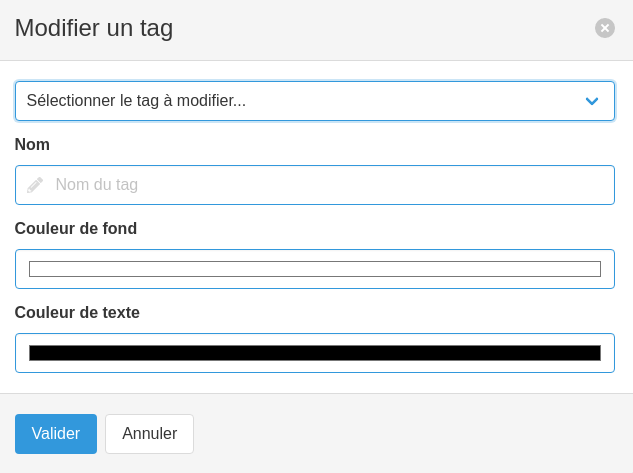 Modifier un tag
Sélectionner le tag à modifier...
Nom
Nom du tag
Couleur de fond
Couleur de texte
Valider
Annuler